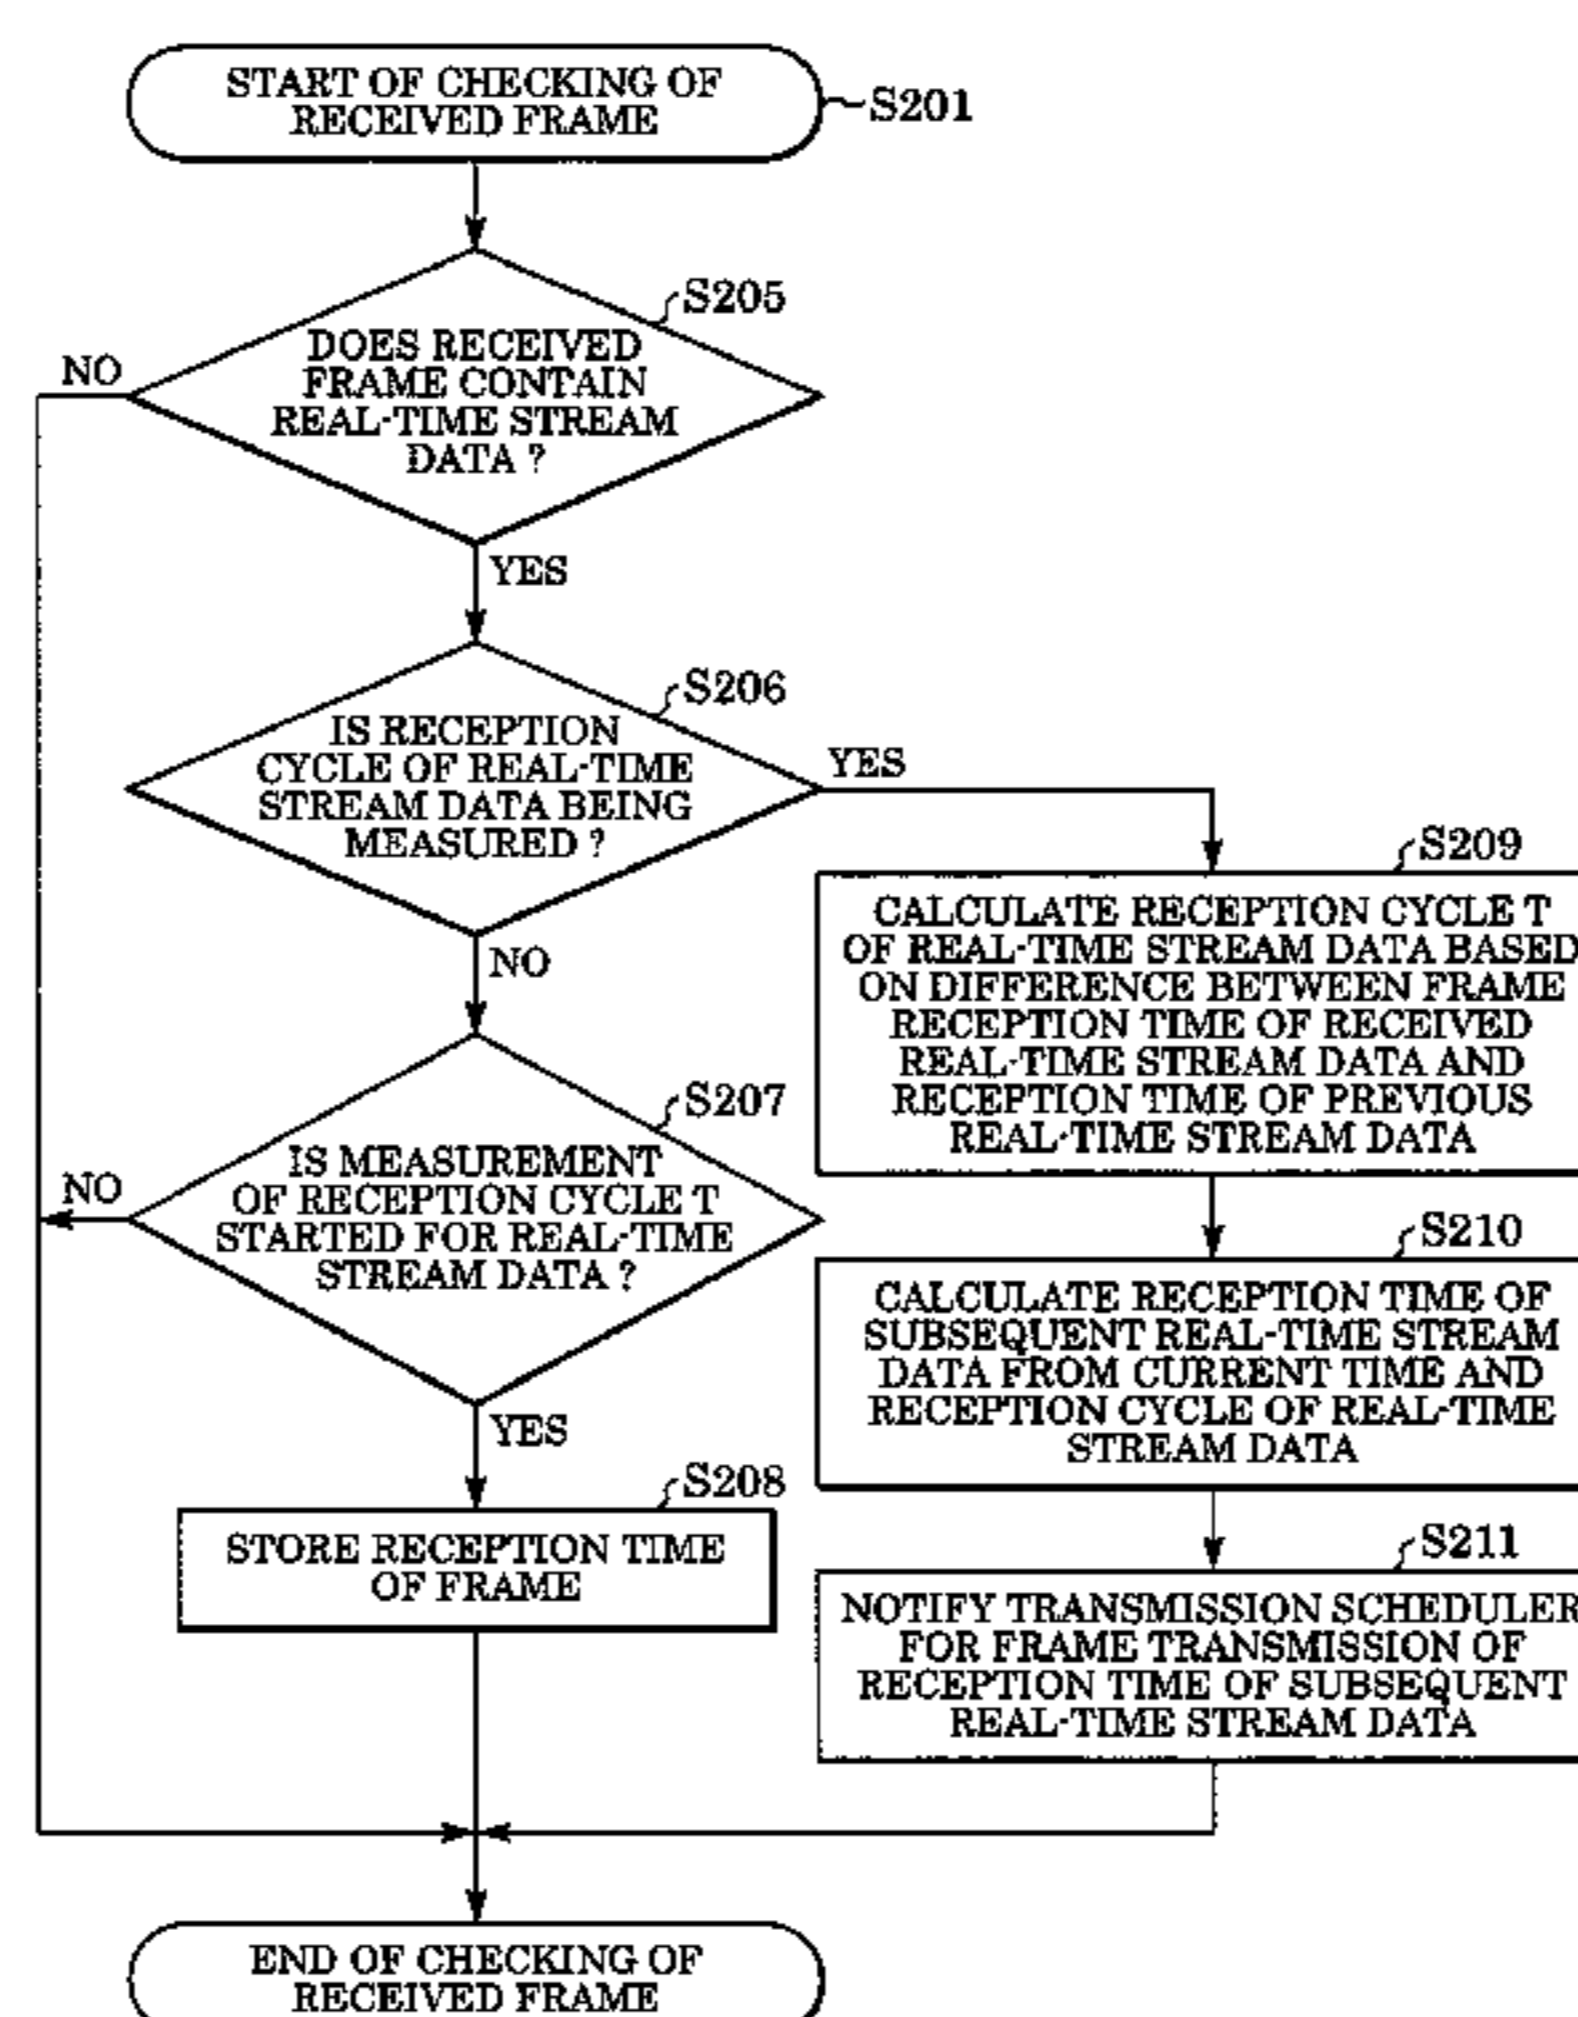 START OF CHECKING OF
RECEIVED FRAME
S201
S205
DOES RECEIVED
FRAME CONTAIN
REAL-TIME STREAM
DATA ?
NO
YES
S206
IS RECEPTION
CYCLE OF REAL-TIME
STREAM DATA BEING
MEASURED ?
YES
NO
S209
CALCULATE RECEPTION CYCLE T
OF REAL-TIME STREAM DATA BASED
ON DIFFERENCE BETWEEN FRAME
RECEPTION TIME OF RECEIVED
REAL-TIME STREAM DATA AND
RECEPTION TIME OF PREVIOUS
REAL-TIME STREAM DATA
S207
IS MEASUREMENT
OF RECEPTION CYCLE T
STARTED FOR REAL-TIME
STREAM DATA ?
NO
YES
S210
CALCULATE RECEPTION TIME OF
SUBSEQUENT REAL-TIME STREAM
DATA FROM CURRENT TIME AND
RECEPTION CYCLE OF REAL-TIME
STREAM DATA
S208
STORE RECEPTION TIME
OF FRAME
S211
NOTIFY TRANSMISSION SCHEDULER
FOR FRAME TRANSMISSION OF
RECEPTION TIME OF SUBSEQUENT
REAL-TIME STREAM DATA
END OF CHECKING OF
RECEIVED FRAME